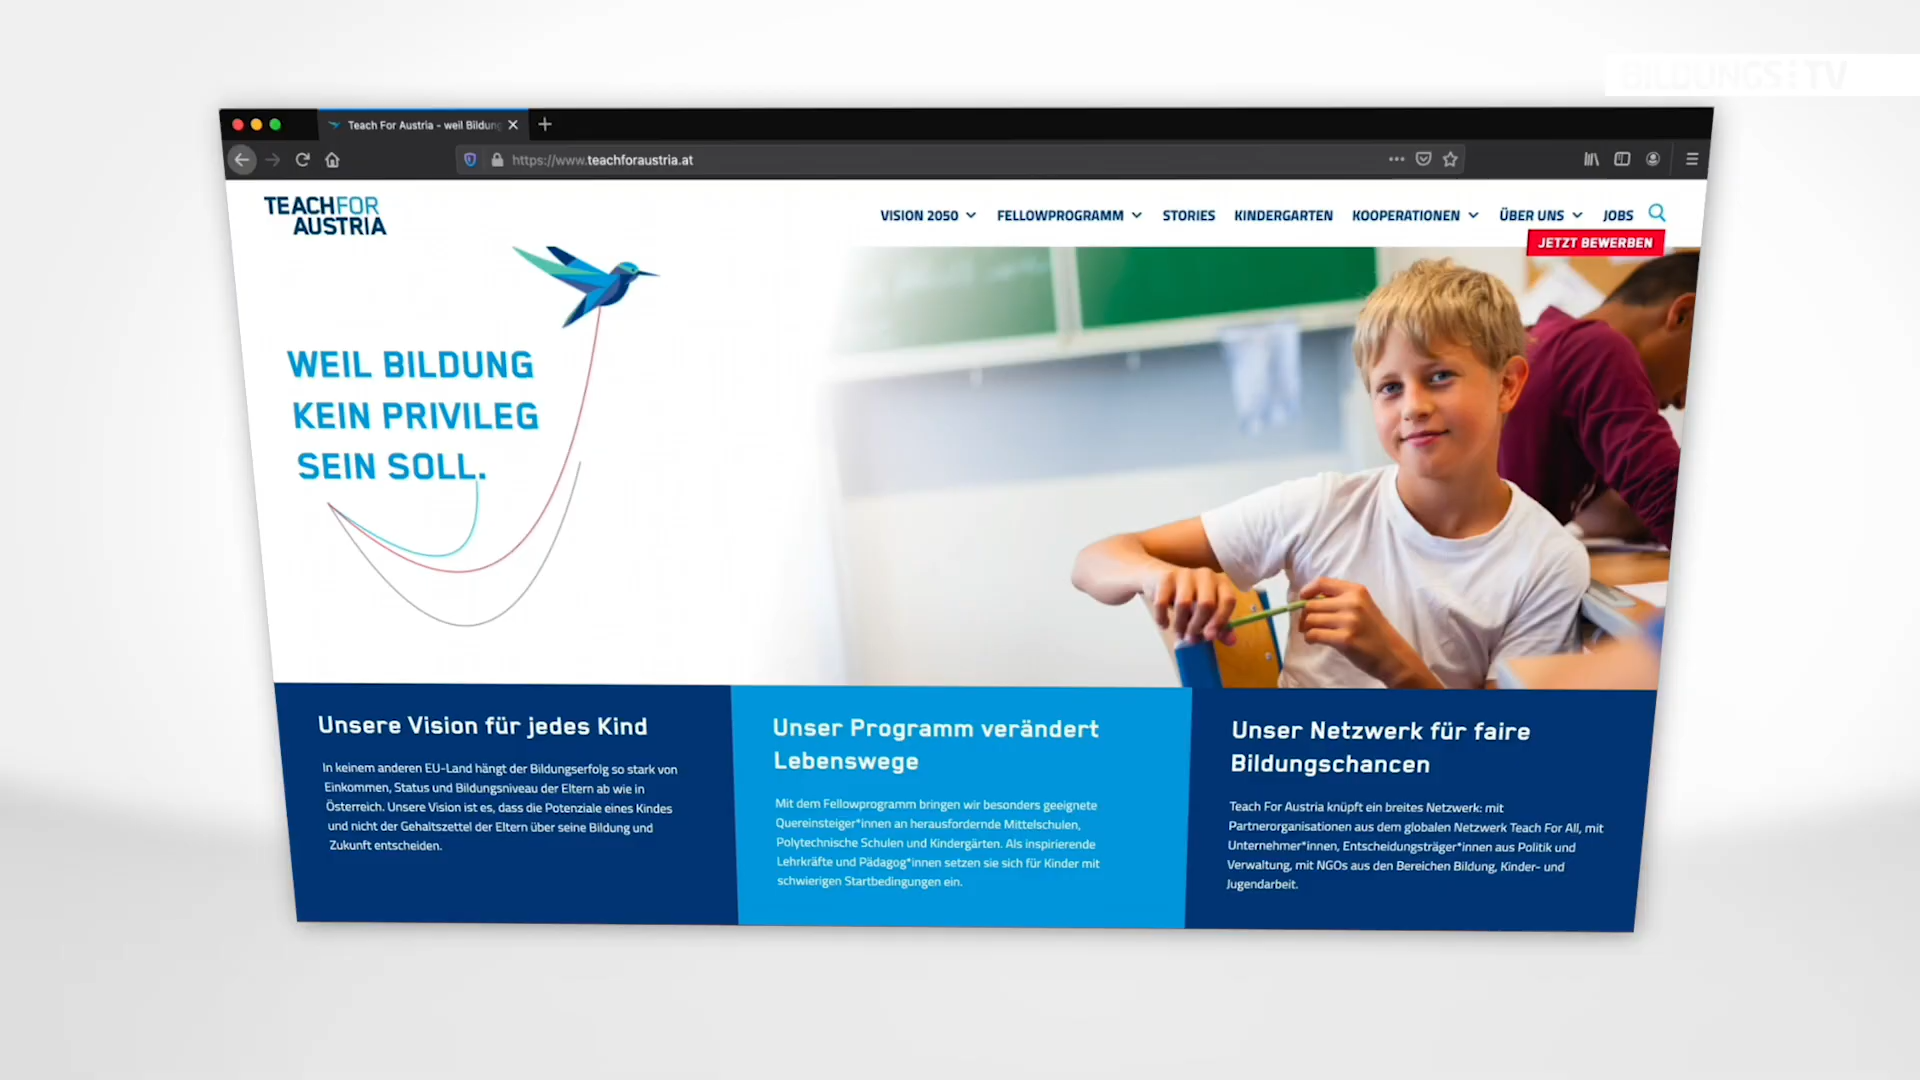 BILDUNGS TV
Teach For Austria - weil Bildung
https://www.teachforaustria.at
TEACHFOR
AUSTRIA
VISION 2050 FELLOWPROGRAMM STORIES KINDERGARTEN KOOPERATIONEN ÜBER UNS JOBS
JETZT BEWERBEN
WEIL BILDUNG
KEIN PRIVILEG
SEIN SOLL.
Unsere Vision für jedes Kind
In keinem anderen EU-Land hängt der Bildungserfolg so stark von
Einkommen, Status und Bildungsniveau der Eltern ab wie in
Österreich. Unsere Vision ist es, dass die Potenziale eines Kindes
und nicht der Gehaltszettel der Eltern über seine Bildung und
Zukunft entscheiden.
Unser Programm verändert
Lebenswege
Mit dem Fellowprogramm bringen wir besonders geeignete
Quereinsteiger*innen an herausfordernde Mittelschulen,
Polytechnische Schulen und Kindergärten. Als inspirierende
Lehrkräfte und Pädagog*innen setzen sie sich für Kinder mit
schwierigen Startbedingungen ein.
Unser Netzwerk für faire
Bildungschancen
Teach For Austria knüpft ein breites Netzwerk: mit
Partnerorganisationen aus dem globalen Netzwerk Teach For All, mit
Unternehmer*innen, Entscheidungsträger*innen aus Politik und
Verwaltung, mit NGOs aus den Bereichen Bildung, Kinder- und
Jugendarbeit.